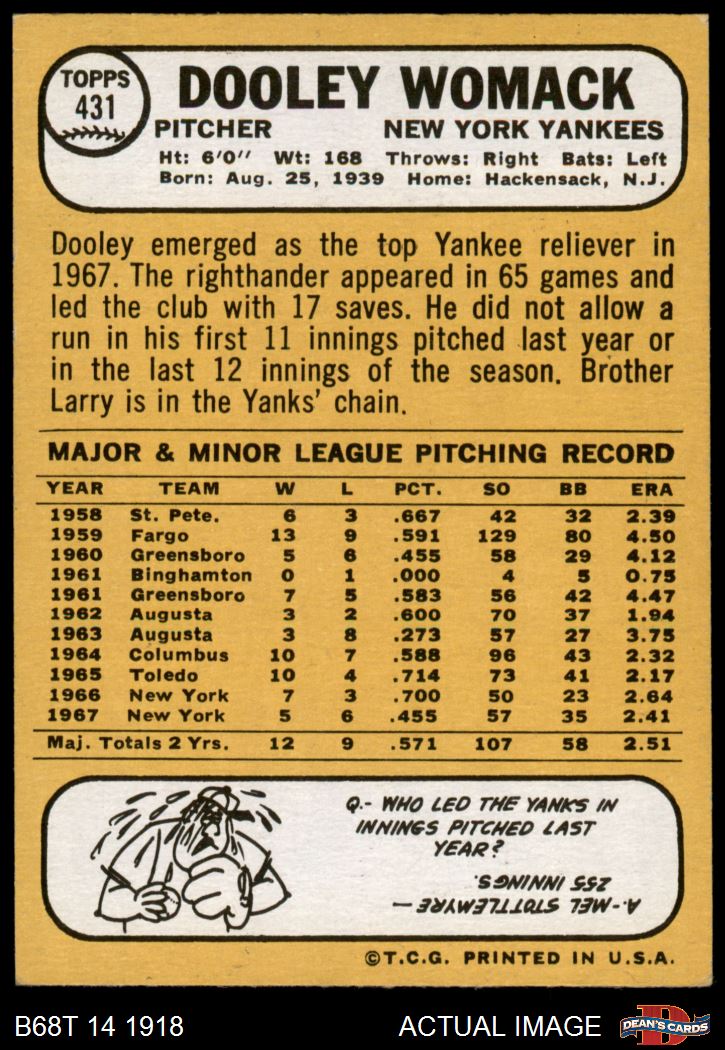 TOPPS
431
DOOLEY WOMACK
PITCHER NEW YORK YANKEES
Ht: 6'0" Wt: 168 Throws: Right Bats: Left
Born: Aug. 25, 1939 Home: Hackensack, N.J.
Dooley emerged as the top Yankee reliever in
1967. The righthander appeared in 65 games and
led the club with 17 saves. He did not allow a
run in his first 11 innings pitched last year or
in the last 12 innings of the season. Brother
Larry is in the Yanks' chain.
MAJOR & MINOR LEAGUE PITCHING RECORD
YEAR TEAM W L PCT. SO BB ERA
1958 St. Pete. 6 3 .667 42 32 2.39
1959 Fargo 13 9 .591 129 80 4.50
1960 Greensboro 5 6 .455 58 29 4.12
1961 Binghamton 0 1 .000 4 5 0.75
1961 Greensboro 7 5 .583 56 42 4.47
1962 Augusta 3 2 .600 70 37 1.94
1963 Augusta 3 8 .273 57 27 3.75
1964 Columbus 10 7 .588 96 43 2.32
1965 Toledo 10 4 .714 73 41 2.17
1966 New York 7 3 .700 50 23 2.64
1967 New York 5 6 .455 57 35 2.41
Maj. Totals 2 Yrs. 12 9 .571 107 58 2.51
Q.- WHO LED THE YANKS IN
INNINGS PITCHED LAST
YEAR?
A.- MEL STOTTLEMYRE —
255 INNINGS.
©T.C.G. PRINTED IN U.S.A.
B68T 14 1918 ACTUAL IMAGE
D
DEAN'S CARDS